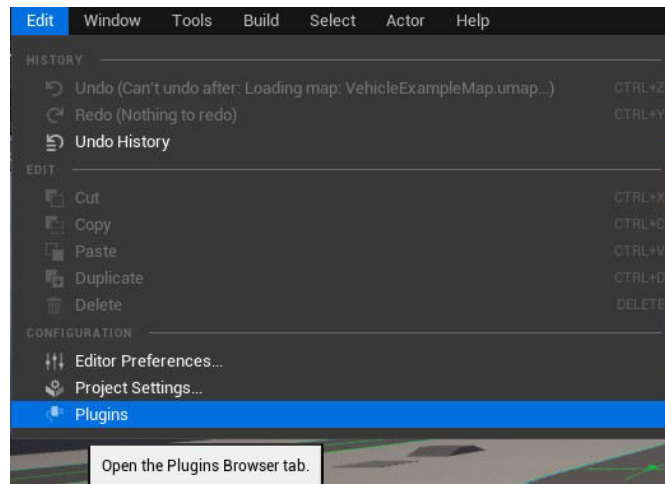 Edit Window Tools Build Select Actor Help
HISTORY
Undo (Can't undo after: Loading map: VehicleExampleMap.umap...) CTRL+Z
Redo (Nothing to redo) CTRL+Y
Undo History
EDIT
Cut CTRL+X
Copy CTRL+C
Paste CTRL+V
Duplicate CTRL+D
Delete DELETE
CONFIGURATION
Editor Preferences...
Project Settings...
Plugins
Open the Plugins Browser tab.